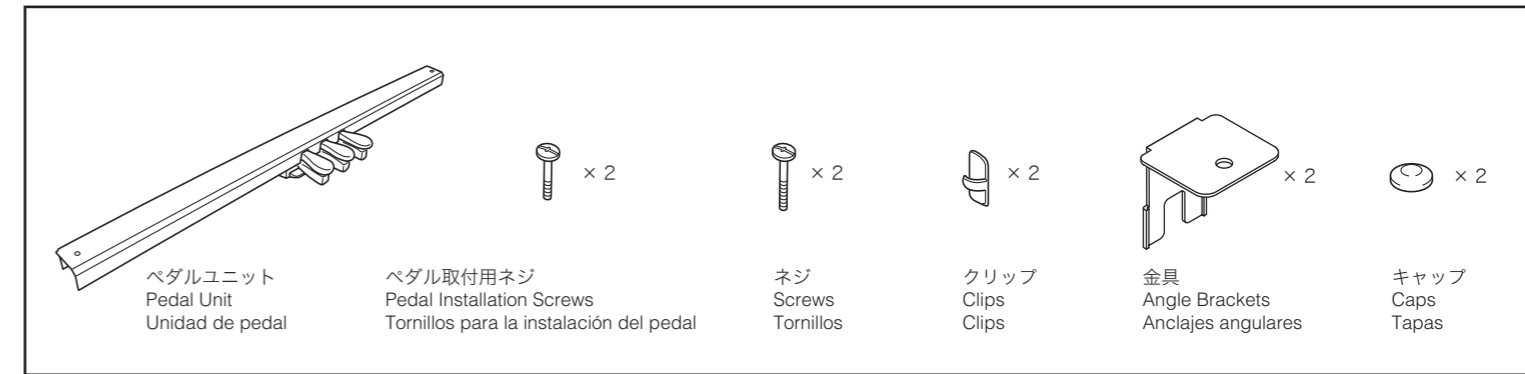 × 2
× 2
× 2
× 2
× 2
ペダルユニット
Pedal Unit
Unidad de pedal
ペダル取付用ネジ
Pedal Installation Screws
Tornillos para la instalación del pedal
ネジ
Screws
Tornillos
クリップ
Clips
Clips
金具
Angle Brackets
Anclajes angulares
キャップ
Caps
Tapas